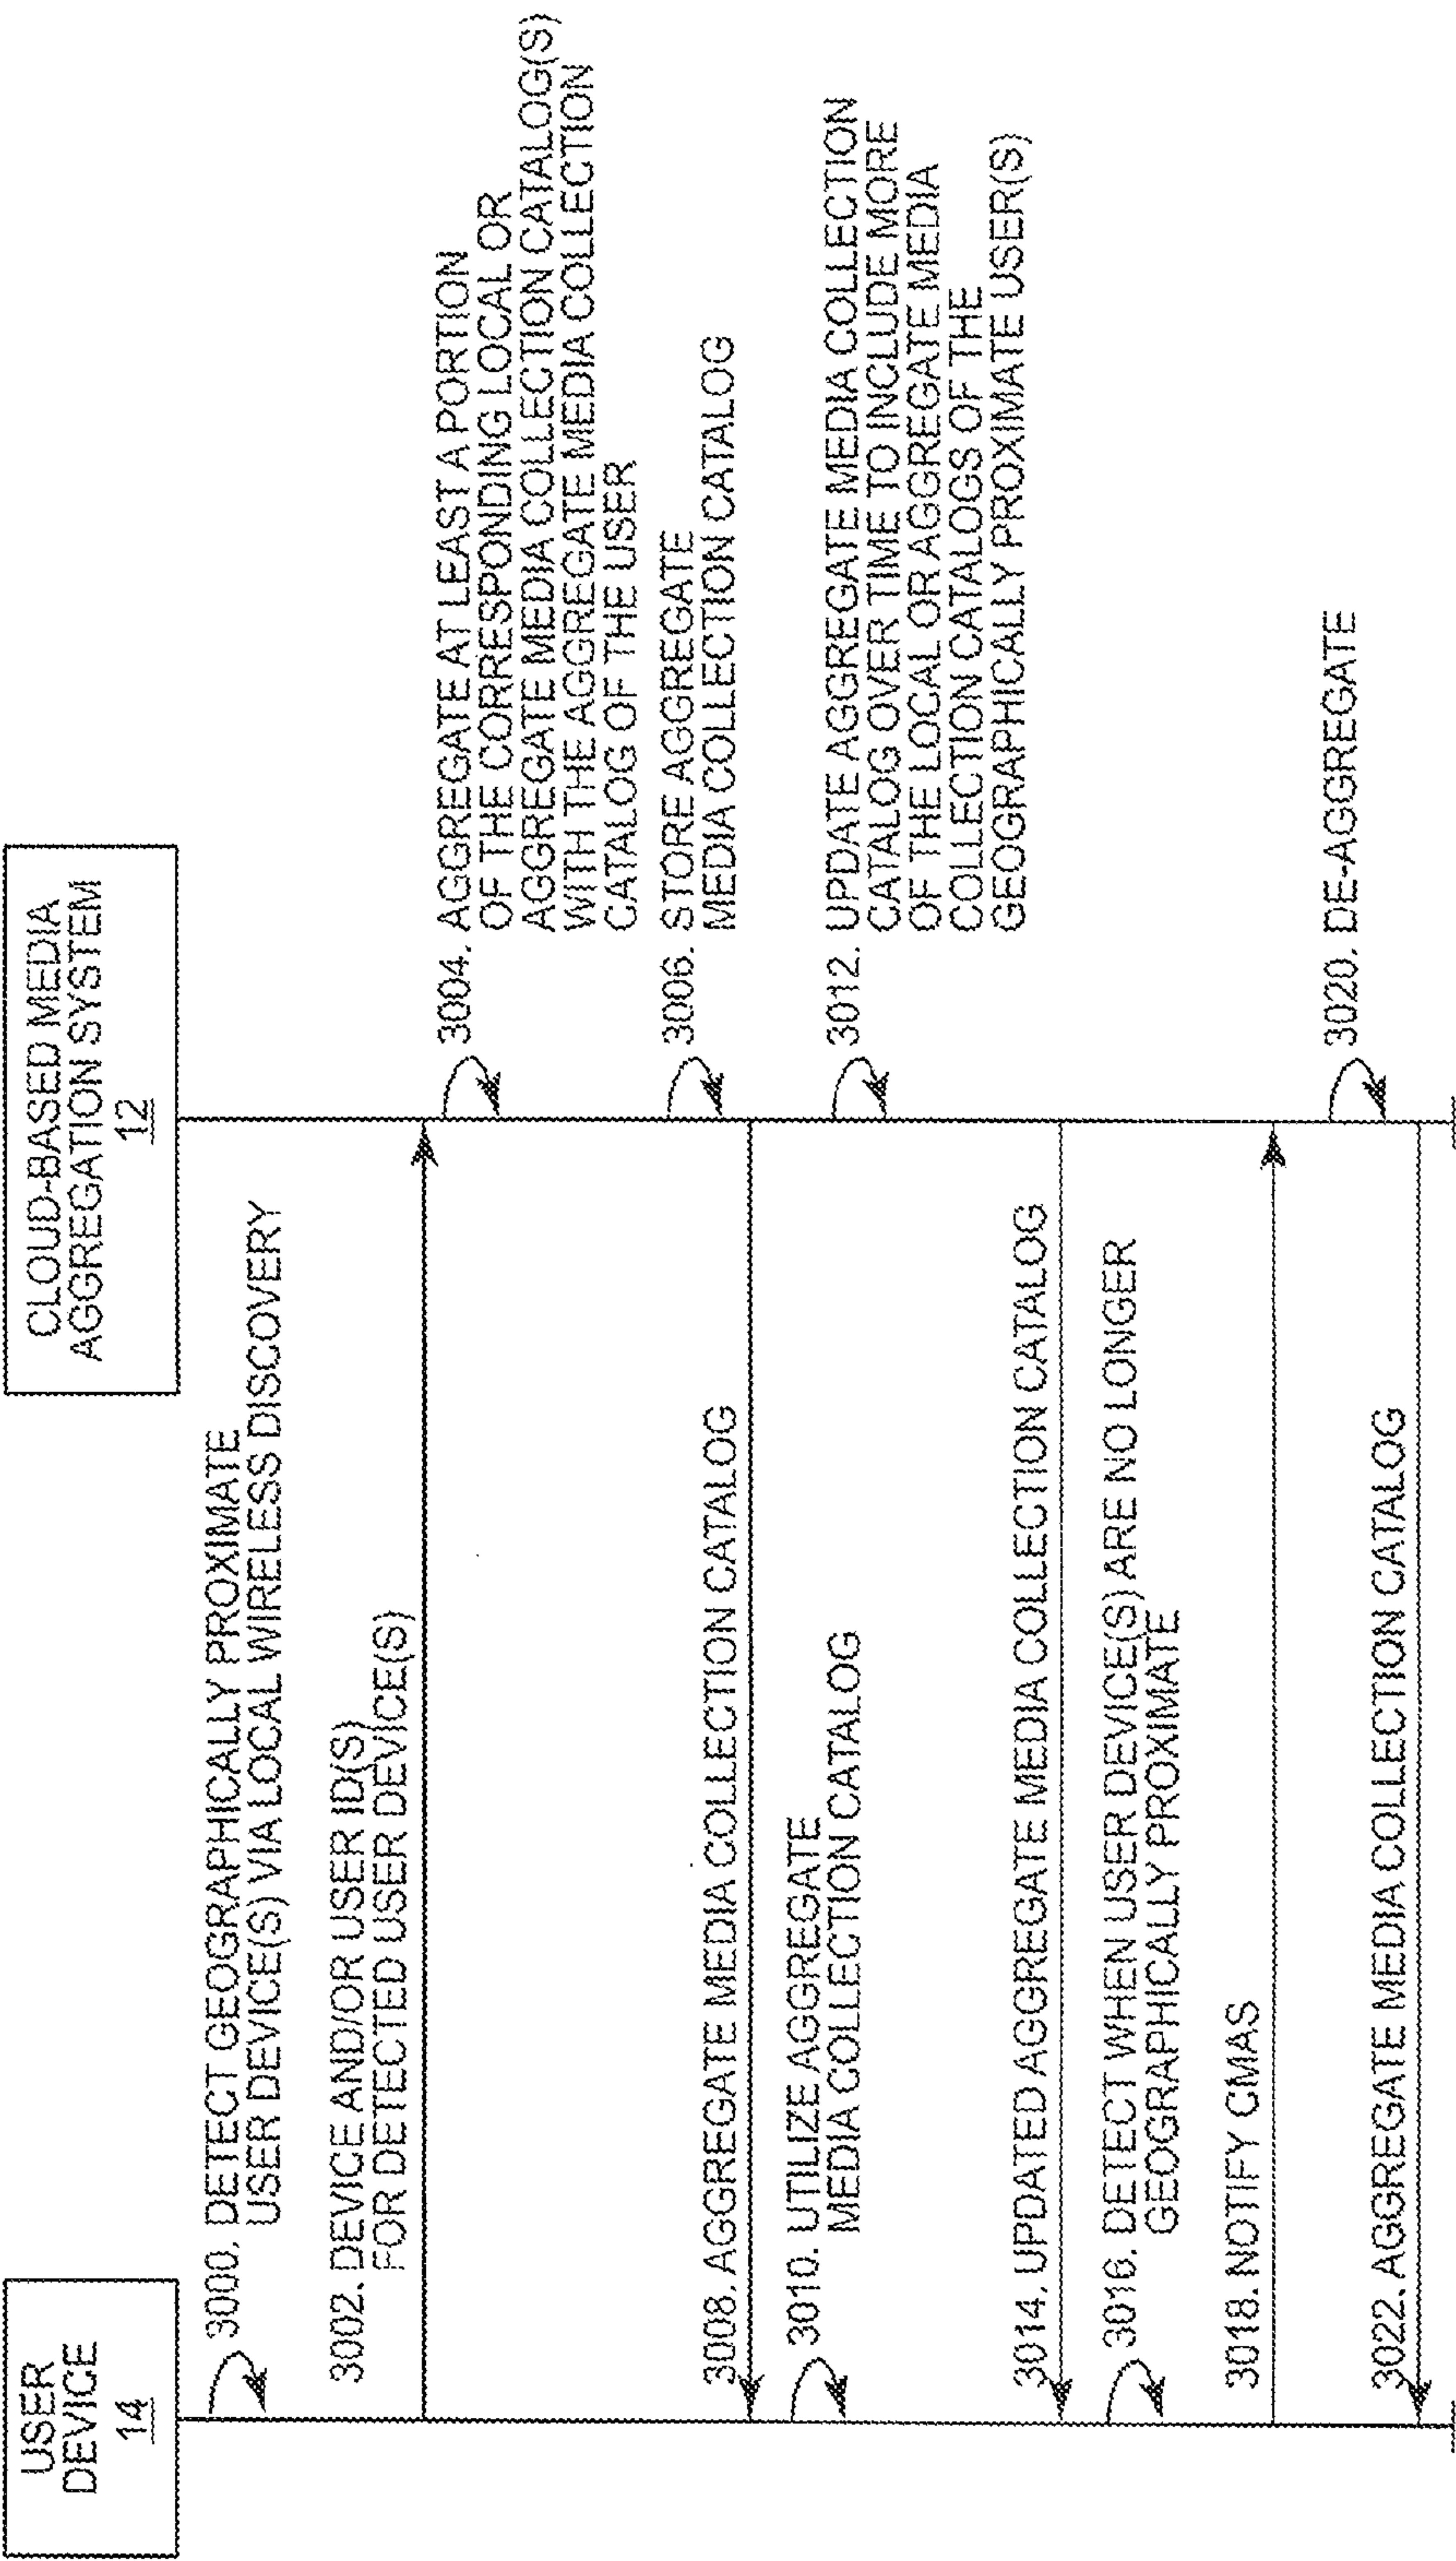 USER
DEVICE
14
CLOUD-BASED MEDIA
AGGREGATION SYSTEM
12
3000. DETECT GEOGRAPHICALLY PROXIMATE
USER DEVICE(S) VIA LOCAL WIRELESS DISCOVERY
3002. DEVICE AND/OR USER ID(S)
FOR DETECTED USER DEVICE(S)
3004. AGGREGATE AT LEAST A PORTION
OF THE CORRESPONDING LOCAL OR
AGGREGATE MEDIA COLLECTION CATALOG(S)
WITH THE AGGREGATE MEDIA COLLECTION
CATALOG OF THE USER
3006. STORE AGGREGATE
MEDIA COLLECTION CATALOG
3008. AGGREGATE MEDIA COLLECTION CATALOG
3010. UTILIZE AGGREGATE
MEDIA COLLECTION CATALOG
3012. UPDATE AGGREGATE MEDIA COLLECTION
CATALOG OVER TIME TO INCLUDE MORE
OF THE LOCAL OR AGGREGATE MEDIA
COLLECTION CATALOGS OF THE
GEOGRAPHICALLY PROXIMATE USER(S)
3014. UPDATED AGGREGATE MEDIA COLLECTION CATALOG
3016. DETECT WHEN USER DEVICE(S) ARE NO LONGER
GEOGRAPHICALLY PROXIMATE
3018. NOTIFY CMAS
3020. DE-AGGREGATE
3022. AGGREGATE MEDIA COLLECTION CATALOG